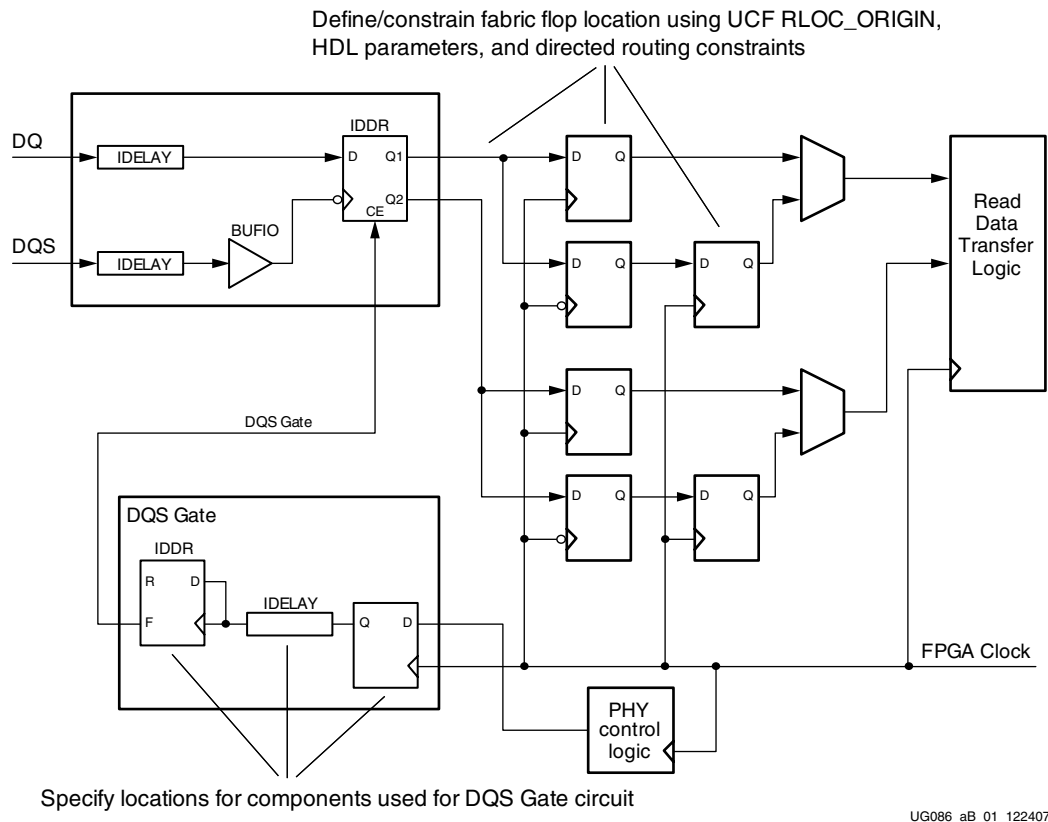 Define/constrain fabric flop location using UCF RLOC_ORIGIN,
HDL parameters, and directed routing constraints
DQ
IDELAY
IDDR
D
Q1
Q2
CE
DQS
IDELAY
BUFIO
D Q
D Q
D Q
D Q
D Q
D Q
Read
Data
Transfer
Logic
DQS Gate
DQS Gate
IDDR
R D
F
IDELAY
Q D
FPGA Clock
PHY
control
logic
Specify locations for components used for DQS Gate circuit
UG086_aB_01_122407